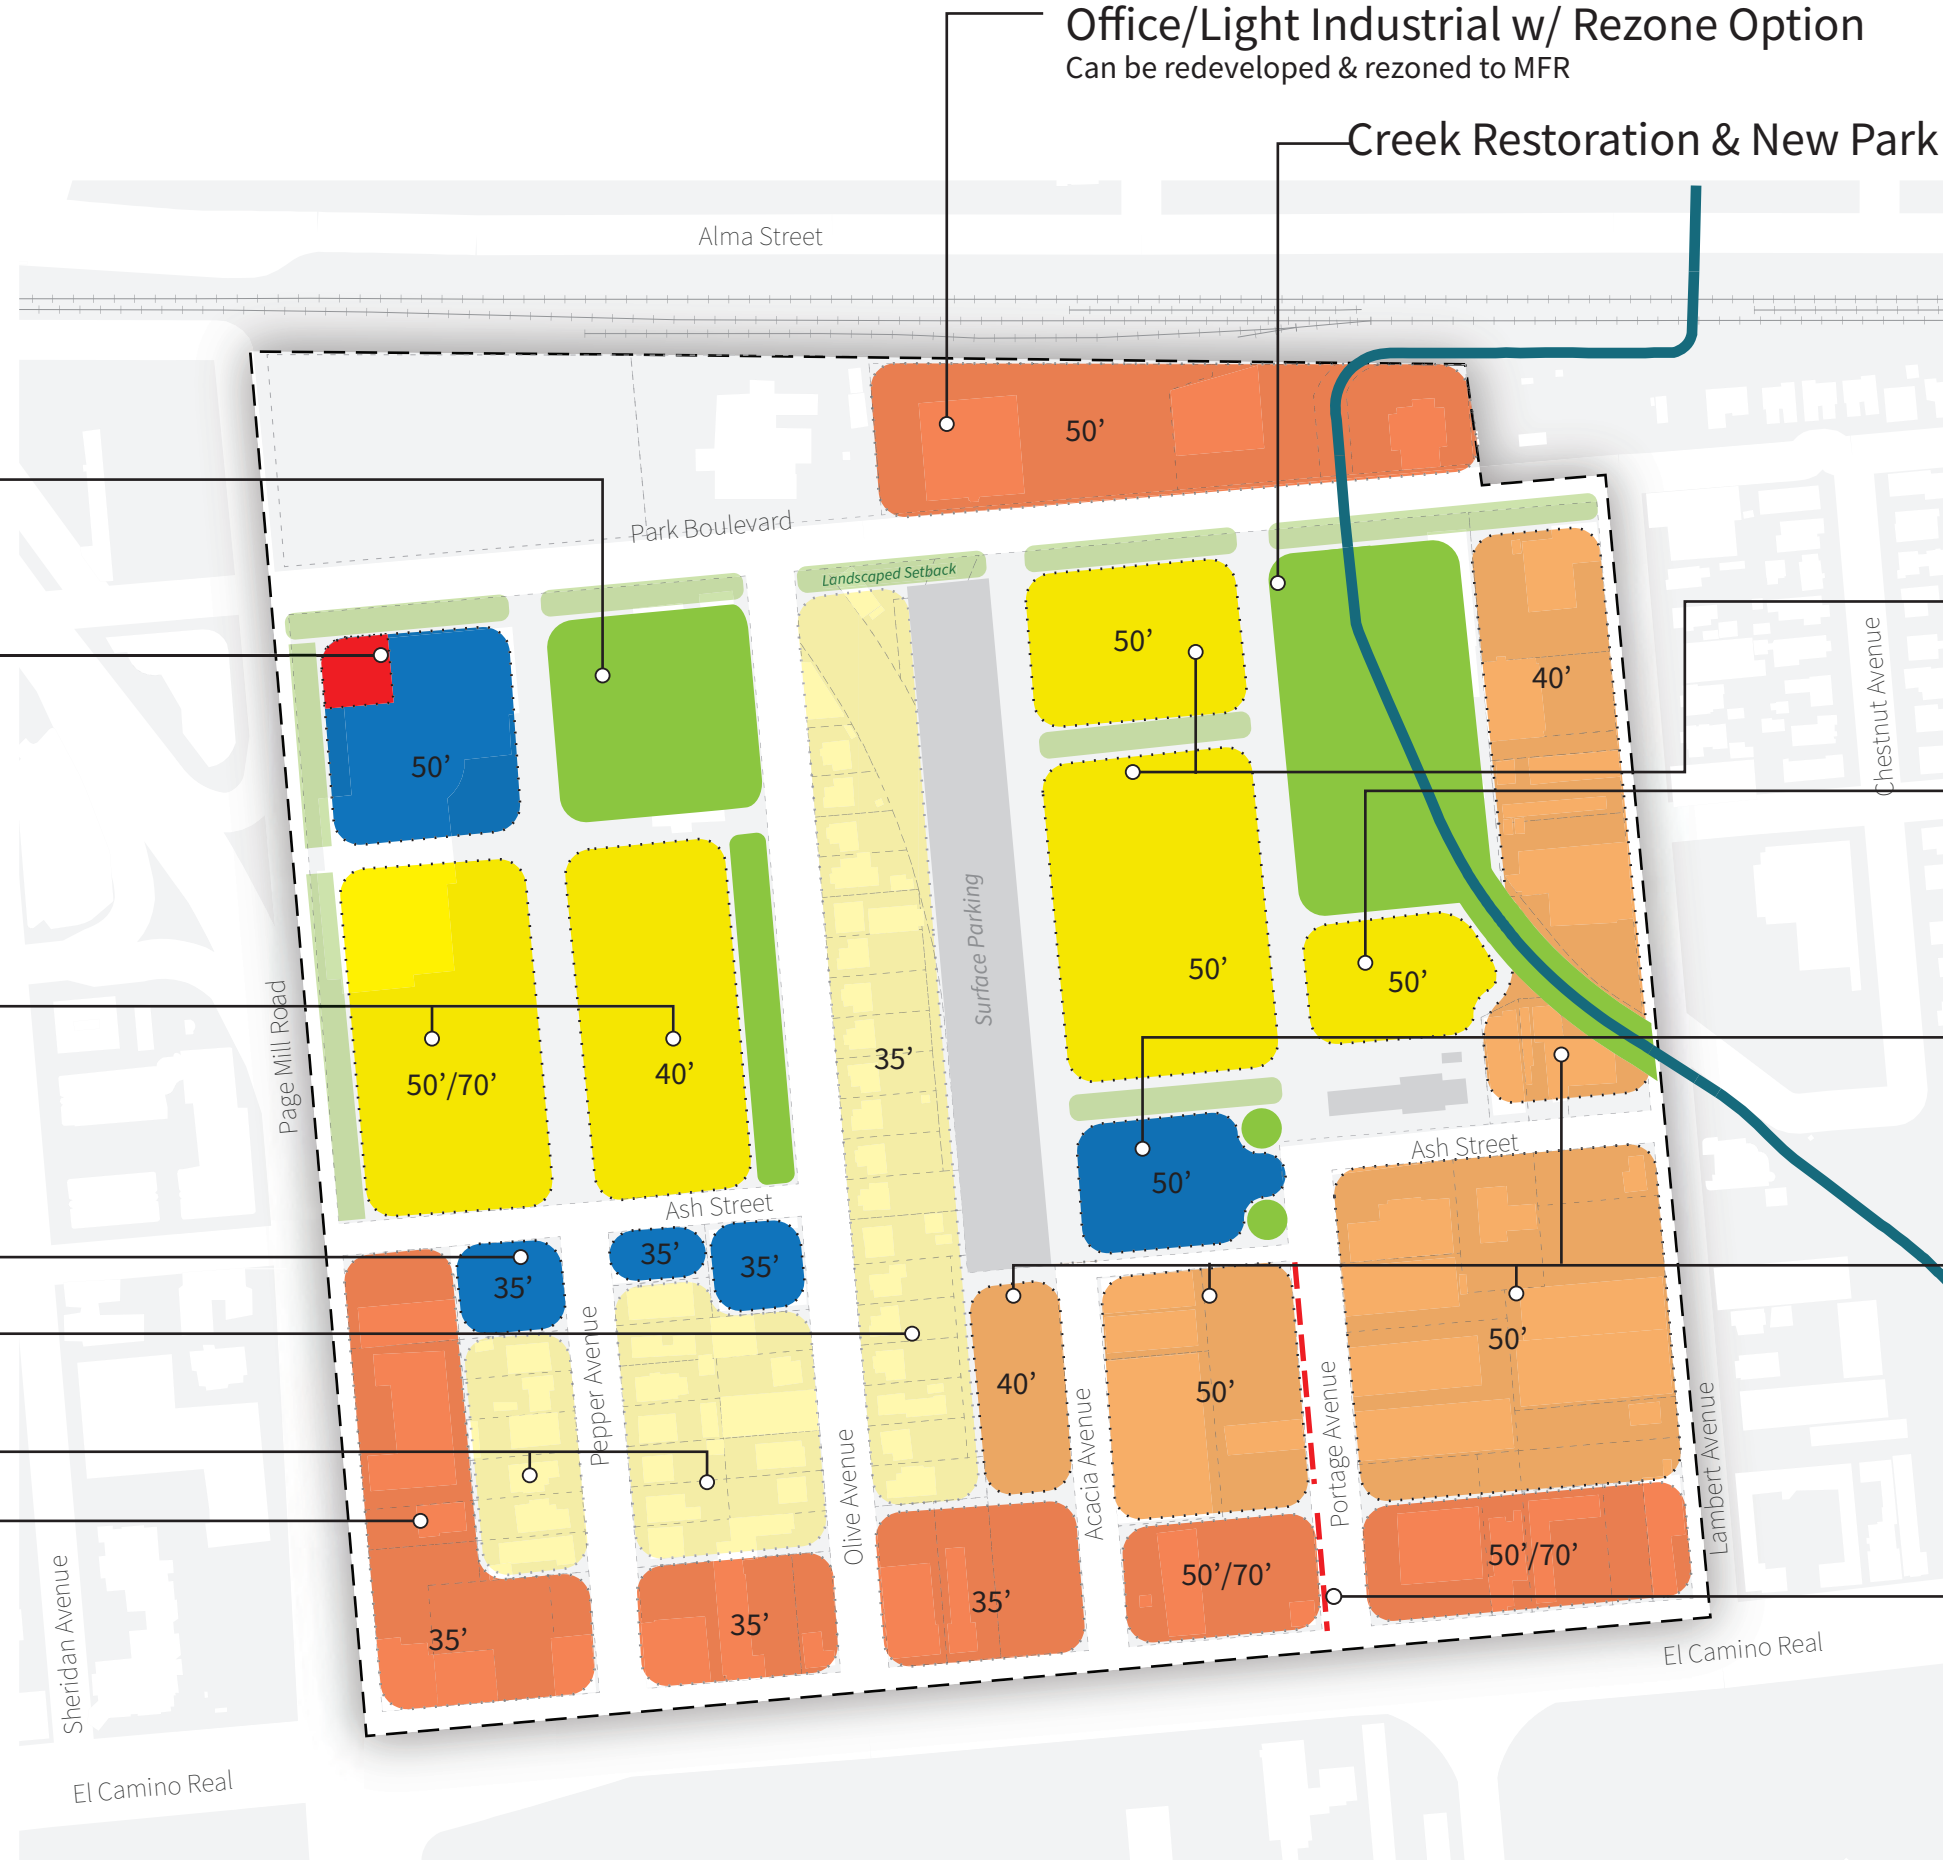 Office/Light Industrial w/ Rezone Option
Can be redeveloped & rezoned to MFR
Creek Restoration & New Park
Alma Street
50’
Park Boulevard
Landscaped Setback
50’
40’
Chestnut Avenue
50’
Surface Parking
50’
50’
Page Mill Road
50’/70’
40’
35’
Ash Street
50’
Ash Street
35’
35’
35’
Pepper Avenue
50’
40’
50’
Portage Avenue
Acacia Avenue
Olive Avenue
Lambert Avenue
50’/70’
50’/70’
35’
35’
35’
Sheridan Avenue
El Camino Real
El Camino Real